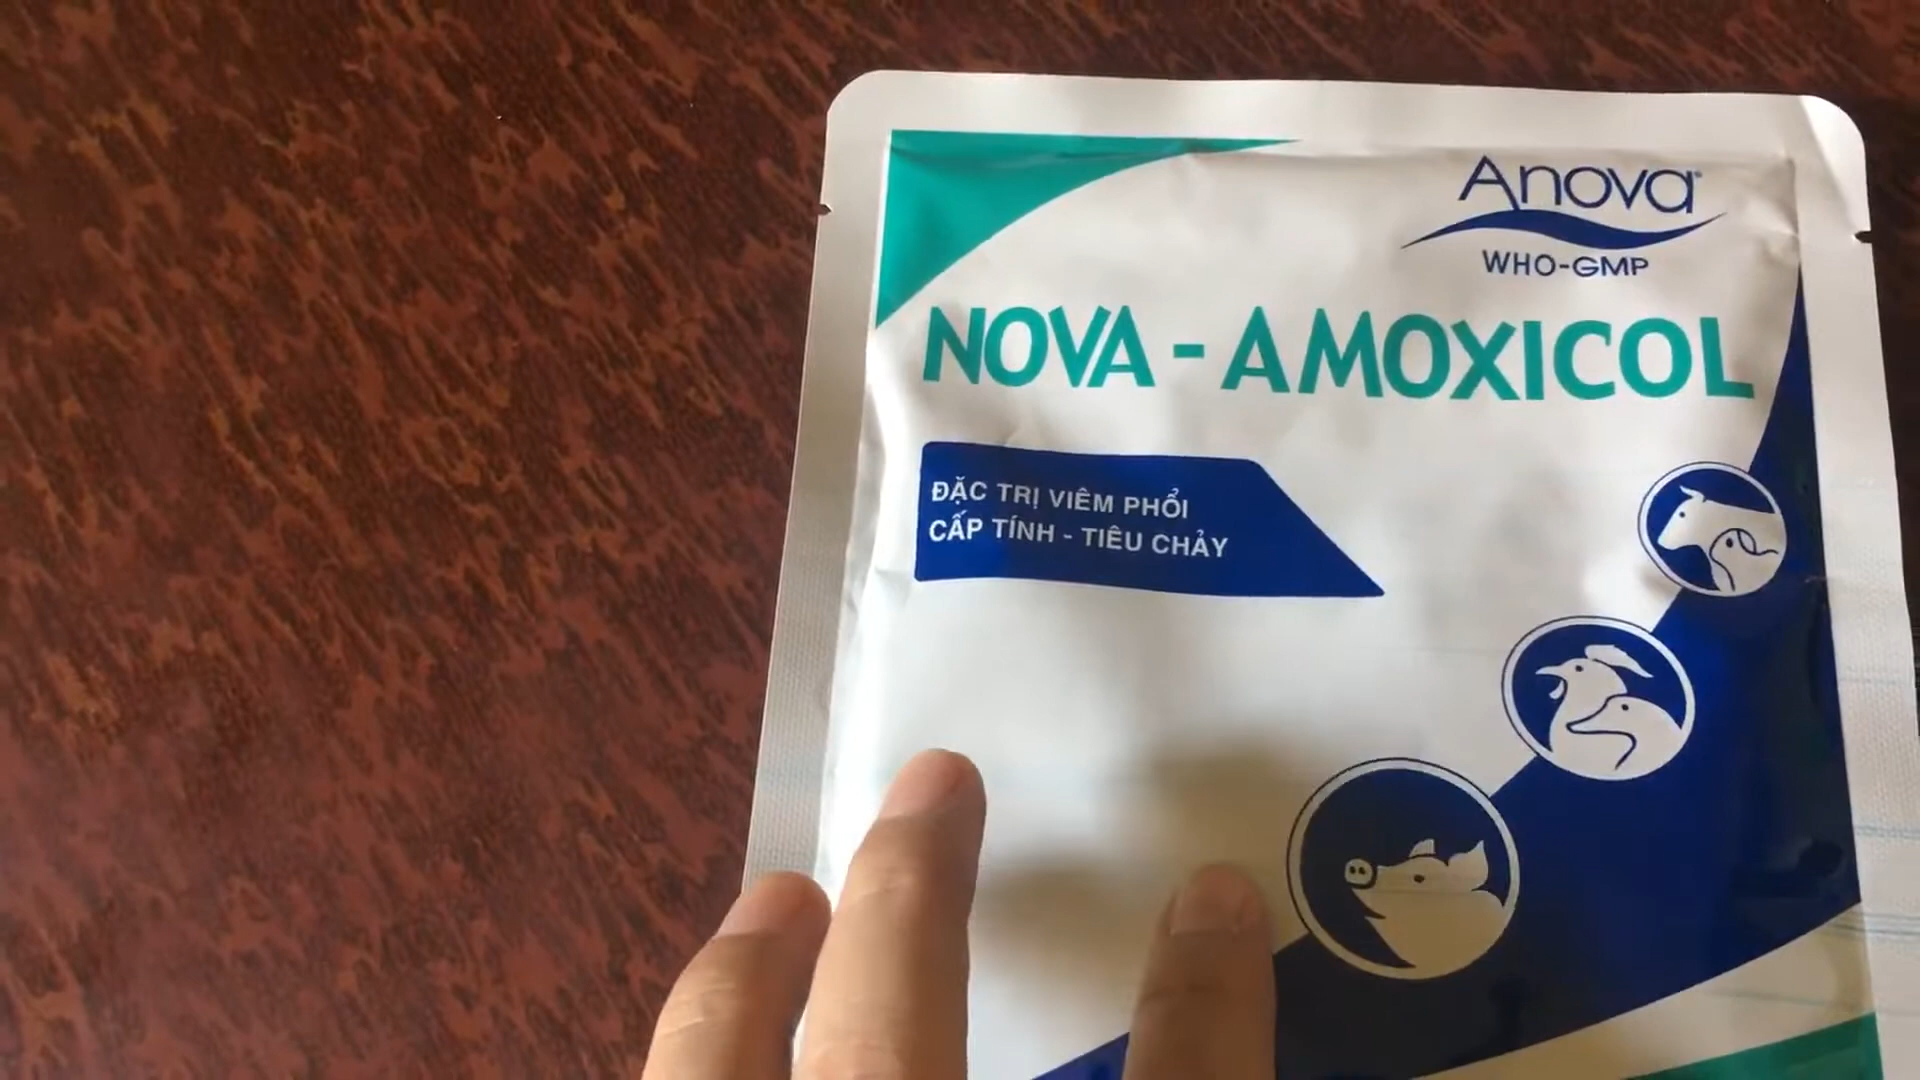 Anova
WHO-GMP
NOVA - AMOXICOL
ĐẶC TRỊ VIÊM PHỔI
CẤP TÍNH - TIÊU CHẢY